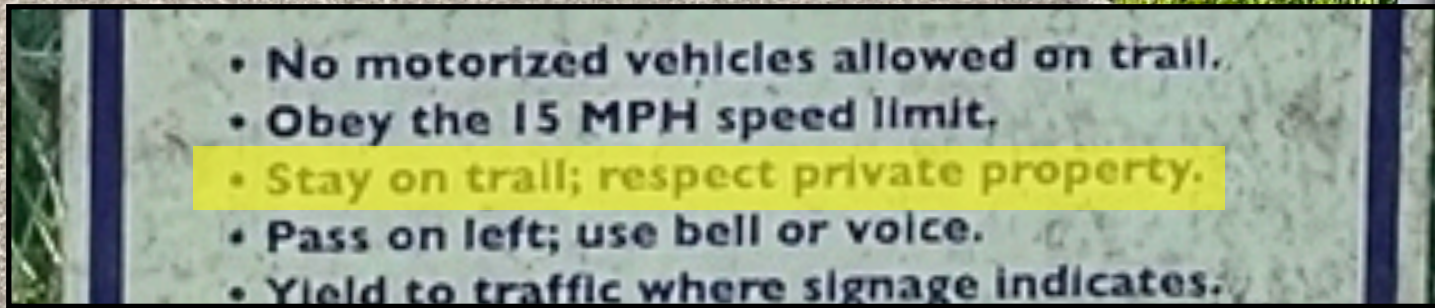 • No motorized vehicles allowed on trail.
• Obey the 15 MPH speed limit.
• Stay on trail; respect private property.
• Pass on left; use bell or voice.
• Yield to traffic where signage indicates.